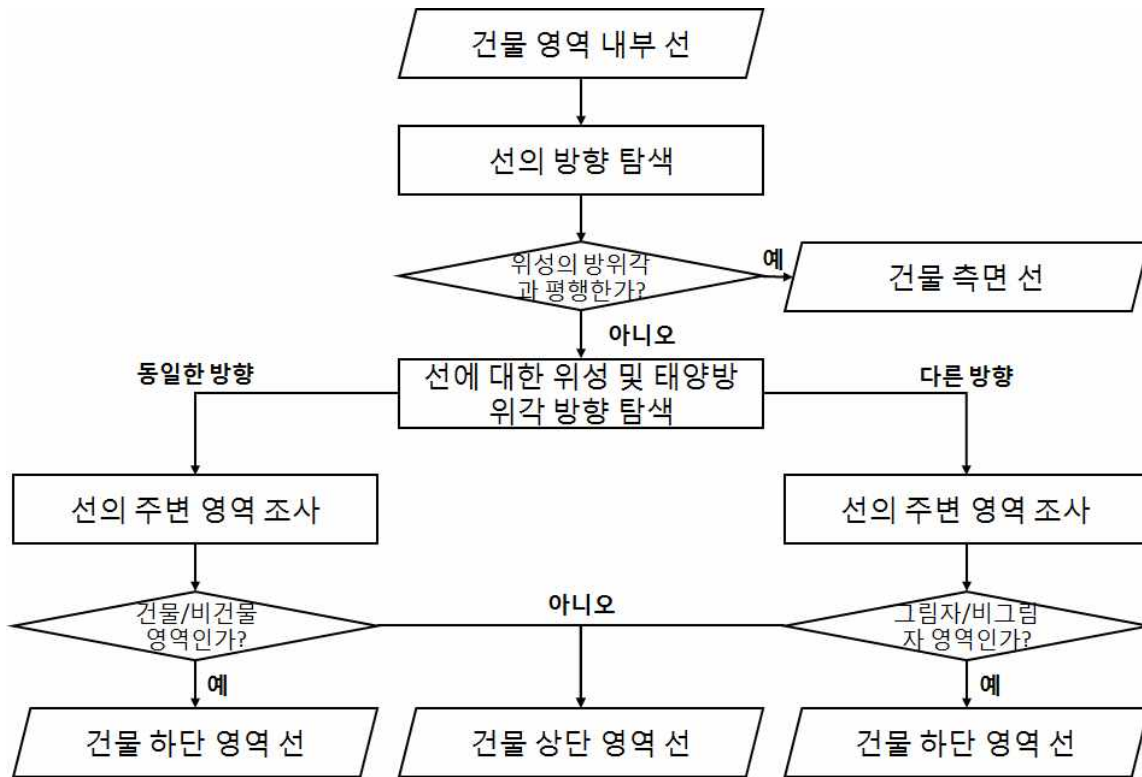 건물 영역 내부 선
선의 방향 탐색
위성의 방위각
과 평행한가?
예
건물 측면 선
아니오
동일한 방향
선에 대한 위성 및 태양방
위각 방향 탐색
다른 방향
선의 주변 영역 조사
선의 주변 영역 조사
건물/비건물
영역인가?
아니오
그림자/비그림
자 영역인가?
예
예
건물 하단 영역 선
건물 상단 영역 선
건물 하단 영역 선